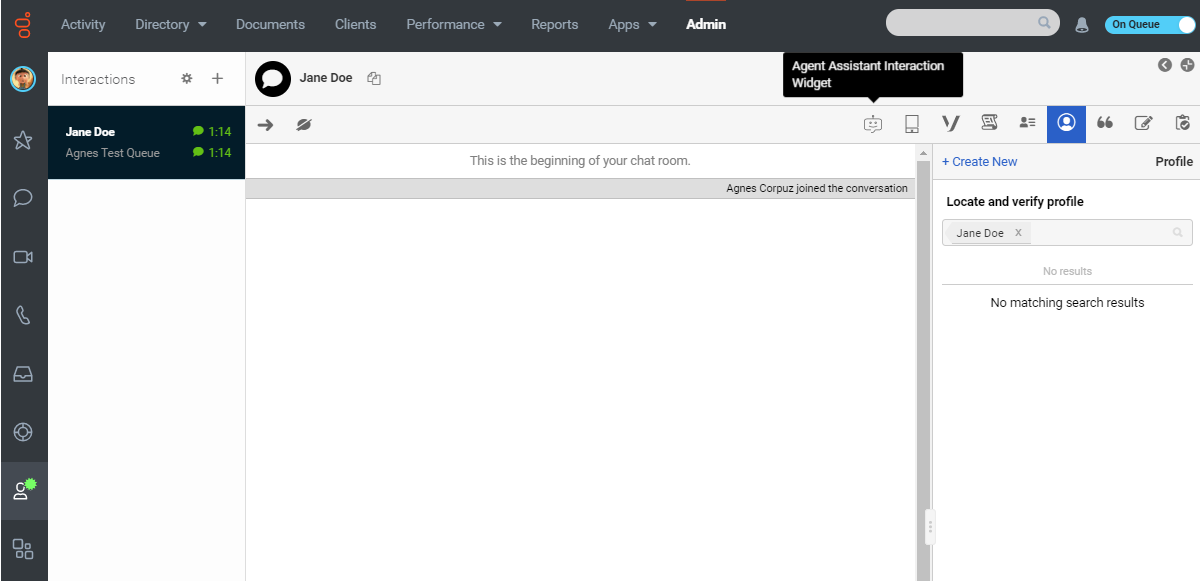 Activity
Directory
Documents
Clients
Performance
Reports
Apps
Admin
On Queue
Interactions
Jane Doe
Agent Assistant Interaction
Widget
Jane Doe 1:14
Agnes Test Queue 1:14
This is the beginning of your chat room.
Agnes Corpuz joined the conversation
+ Create New
Profile
Locate and verify profile
Jane Doe x
No results
No matching search results